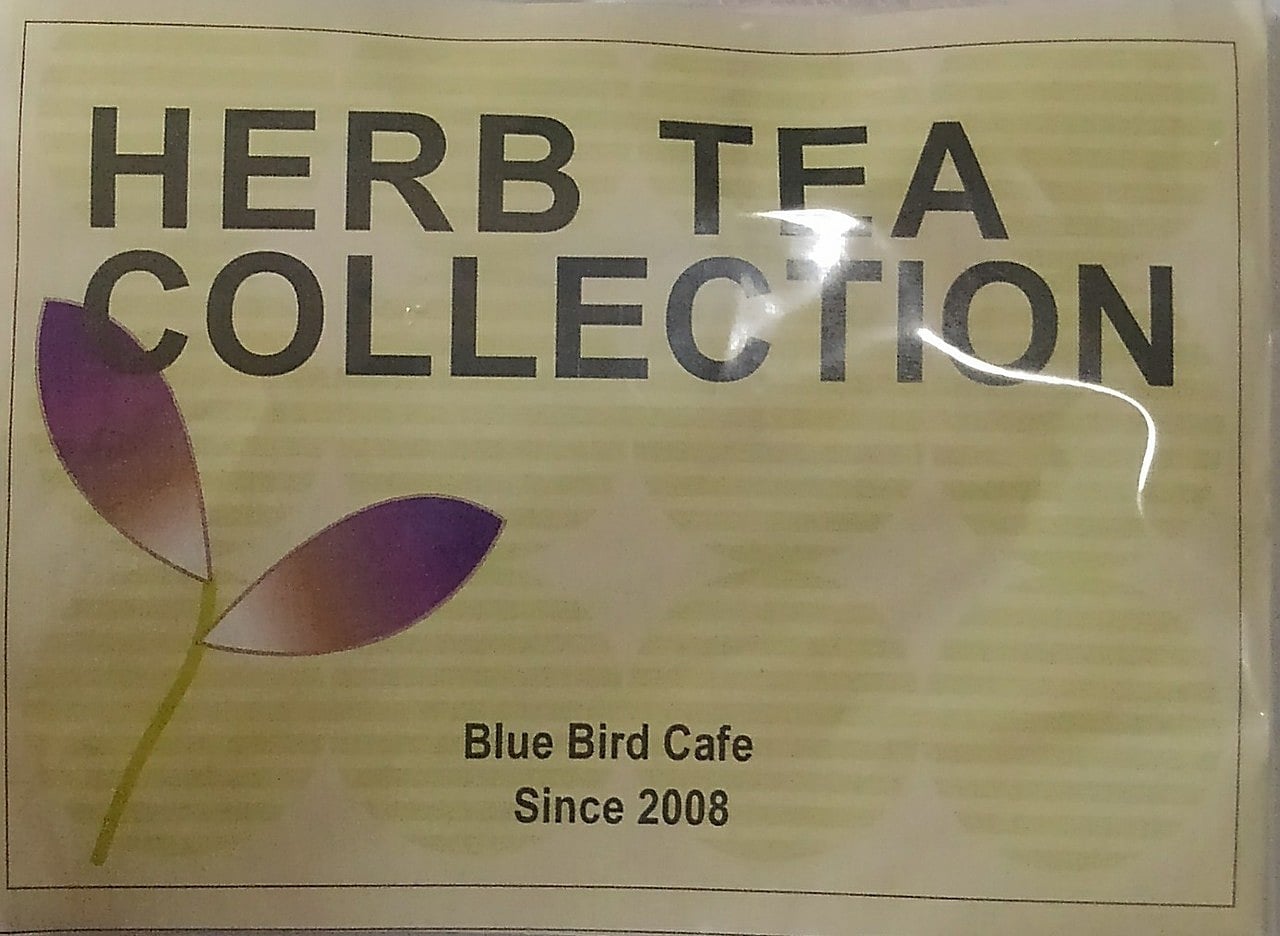 HERB TEA
COLLECTION
Blue Bird Cafe
Since 2008